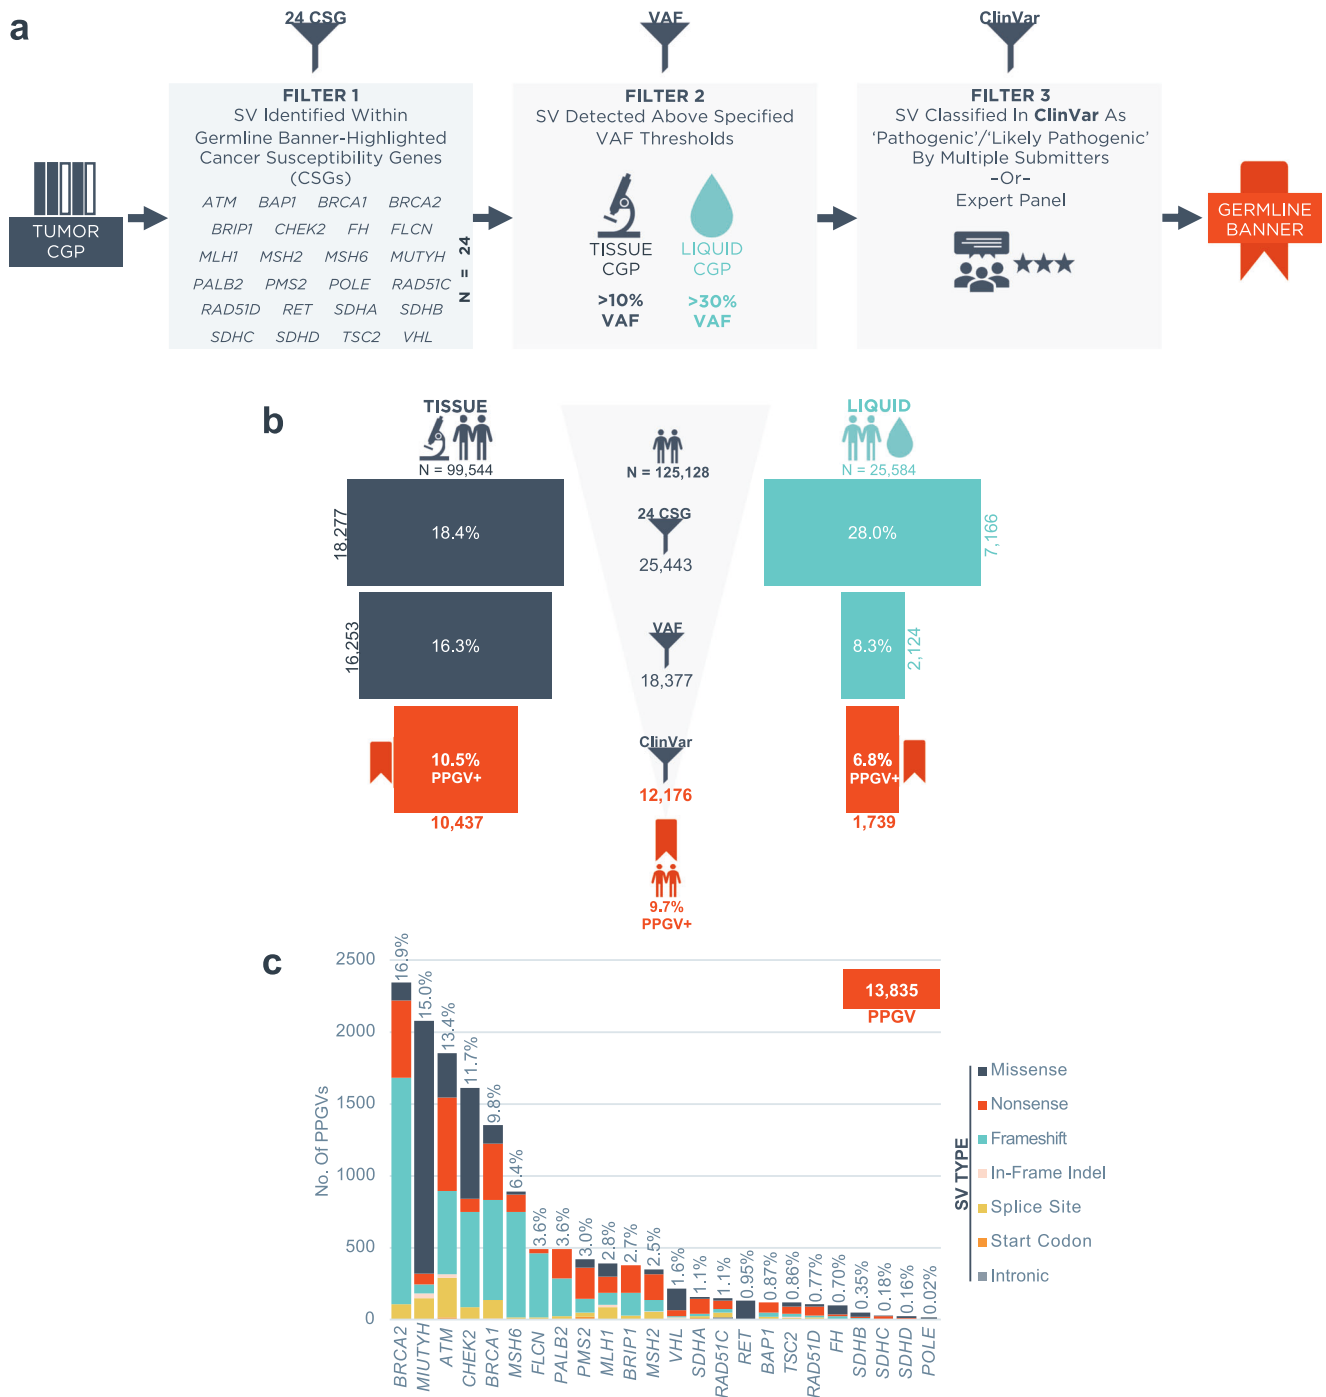 a
24 CSG
VAF
ClinVar
TUMOR
CGP
FILTER 1
SV Identified Within
Germline Banner-Highlighted
Cancer Susceptibility Genes
(CSGs)
ATM BAP1 BRCA1 BRCA2
BRIP1 CHEK2 FH FLCN
MLH1 MSH2 MSH6 MUTYH
PALB2 PMS2 POLE RAD51C
RAD51D RET SDHA SDHB
SDHC SDHD TSC2 VHL
N = 24
FILTER 2
SV Detected Above Specified
VAF Thresholds
TISSUE
CGP
>10%
VAF
LIQUID
CGP
>30%
VAF
FILTER 3
SV Classified In ClinVar As
'Pathogenic'/'Likely Pathogenic'
By Multiple Submitters
–Or–
Expert Panel
GERMLINE
BANNER
b
TISSUE
N = 99,544
18,277
18.4%
16,253
16.3%
10.5%
PPGV+
10,437
N = 125,128
24 CSG
25,443
VAF
18,377
ClinVar
12,176
9.7%
PPGV+
LIQUID
N = 25,584
28.0%
7,166
8.3%
2,124
6.8%
PPGV+
1,739
c
No. Of PPGVs
2500
2000
1500
1000
500
0
16.9%
15.0%
13.4%
11.7%
9.8%
6.4%
3.6%
3.6%
3.0%
2.8%
2.7%
2.5%
1.6%
1.1%
1.1%
0.95%
0.87%
0.86%
0.77%
0.70%
0.35%
0.18%
0.16%
0.02%
BRCA2
MIUTYH
ATM
CHEK2
BRCA1
MSH6
FLCN
PALB2
PMS2
MLH1
BRIP1
MSH2
VHL
SDHA
RAD51C
RET
BAP1
TSC2
RAD51D
FH
SDHB
SDHC
SDHD
POLE
13,835
PPGV
SV TYPE
Missense
Nonsense
Frameshift
In-Frame Indel
Splice Site
Start Codon
Intronic